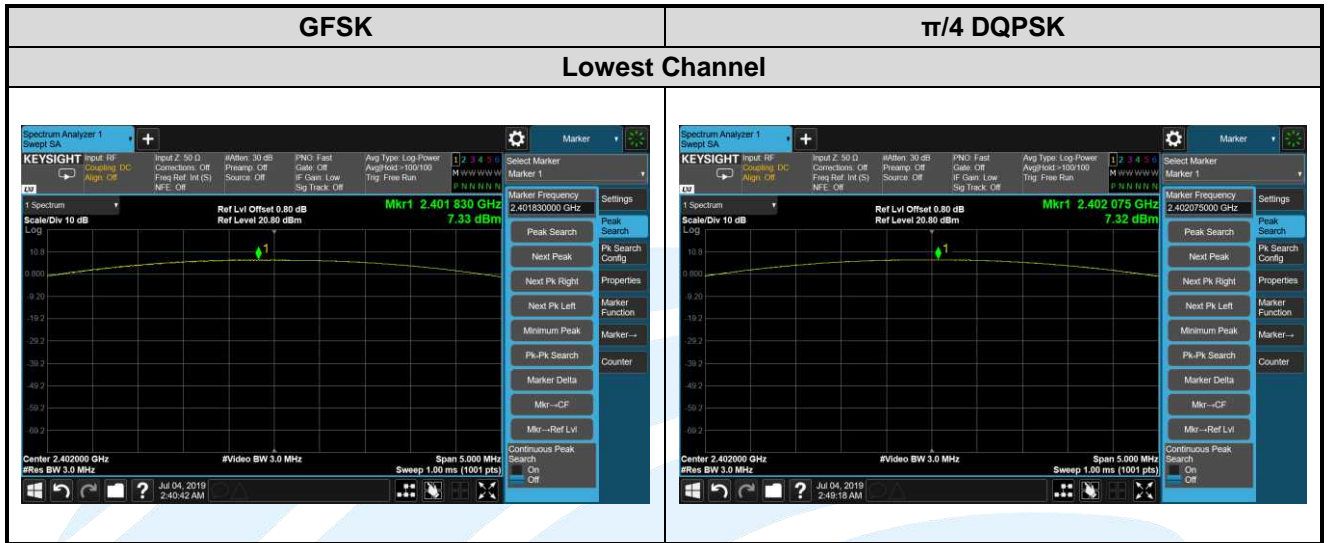 GFSK
π/4 DQPSK
Lowest Channel
Spectrum Analyzer 1
Swept SA
Marker
KEYSIGHT
Input: RF
Coupling: DC
Align: Off
Input Z: 50 Ω
Corrections: Off
Freq Ref: Int (S)
NFE: Off
#Atten: 30 dB
Preamp: Off
Source: Off
PNO: Fast
Gate: Off
IF Gain: Low
Sig Track: Off
Avg Type: Log-Power
Avg|Hold:>100/100
Trig: Free Run
1 2 3 4 5 6
M W W W W W
P N N N N N
Select Marker
Marker 1
LXI
1 Spectrum
Scale/Div 10 dB
Log
Ref Lvl Offset 0.80 dB
Ref Level 20.80 dBm
Mkr1 2.401 830 GHz
7.33 dBm
1
10.8
0.800
-9.20
-19.2
-29.2
-39.2
-49.2
-59.2
-69.2
Center 2.402000 GHz
#Res BW 3.0 MHz
#Video BW 3.0 MHz
Span 5.000 MHz
Sweep 1.00 ms (1001 pts)
Marker Frequency
2.401830000 GHz
Peak Search
Next Peak
Next Pk Right
Next Pk Left
Minimum Peak
Pk-Pk Search
Marker Delta
Mkr→CF
Mkr→Ref Lvl
Continuous Peak
Search
On
Off
Settings
Peak
Search
Pk Search
Config
Properties
Marker
Function
Marker→
Counter
?
Jul 04, 2019
2:40:42 AM
Spectrum Analyzer 1
Swept SA
Marker
KEYSIGHT
Input: RF
Coupling: DC
Align: Off
Input Z: 50 Ω
Corrections: Off
Freq Ref: Int (S)
NFE: Off
#Atten: 30 dB
Preamp: Off
Source: Off
PNO: Fast
Gate: Off
IF Gain: Low
Sig Track: Off
Avg Type: Log-Power
Avg|Hold:>100/100
Trig: Free Run
1 2 3 4 5 6
M W W W W W
P N N N N N
Select Marker
Marker 1
LXI
1 Spectrum
Scale/Div 10 dB
Log
Ref Lvl Offset 0.80 dB
Ref Level 20.80 dBm
Mkr1 2.402 075 GHz
7.32 dBm
1
10.8
0.800
-9.20
-19.2
-29.2
-39.2
-49.2
-59.2
-69.2
Center 2.402000 GHz
#Res BW 3.0 MHz
#Video BW 3.0 MHz
Span 5.000 MHz
Sweep 1.00 ms (1001 pts)
Marker Frequency
2.402075000 GHz
Peak Search
Next Peak
Next Pk Right
Next Pk Left
Minimum Peak
Pk-Pk Search
Marker Delta
Mkr→CF
Mkr→Ref Lvl
Continuous Peak
Search
On
Off
Settings
Peak
Search
Pk Search
Config
Properties
Marker
Function
Marker→
Counter
?
Jul 04, 2019
2:49:18 AM